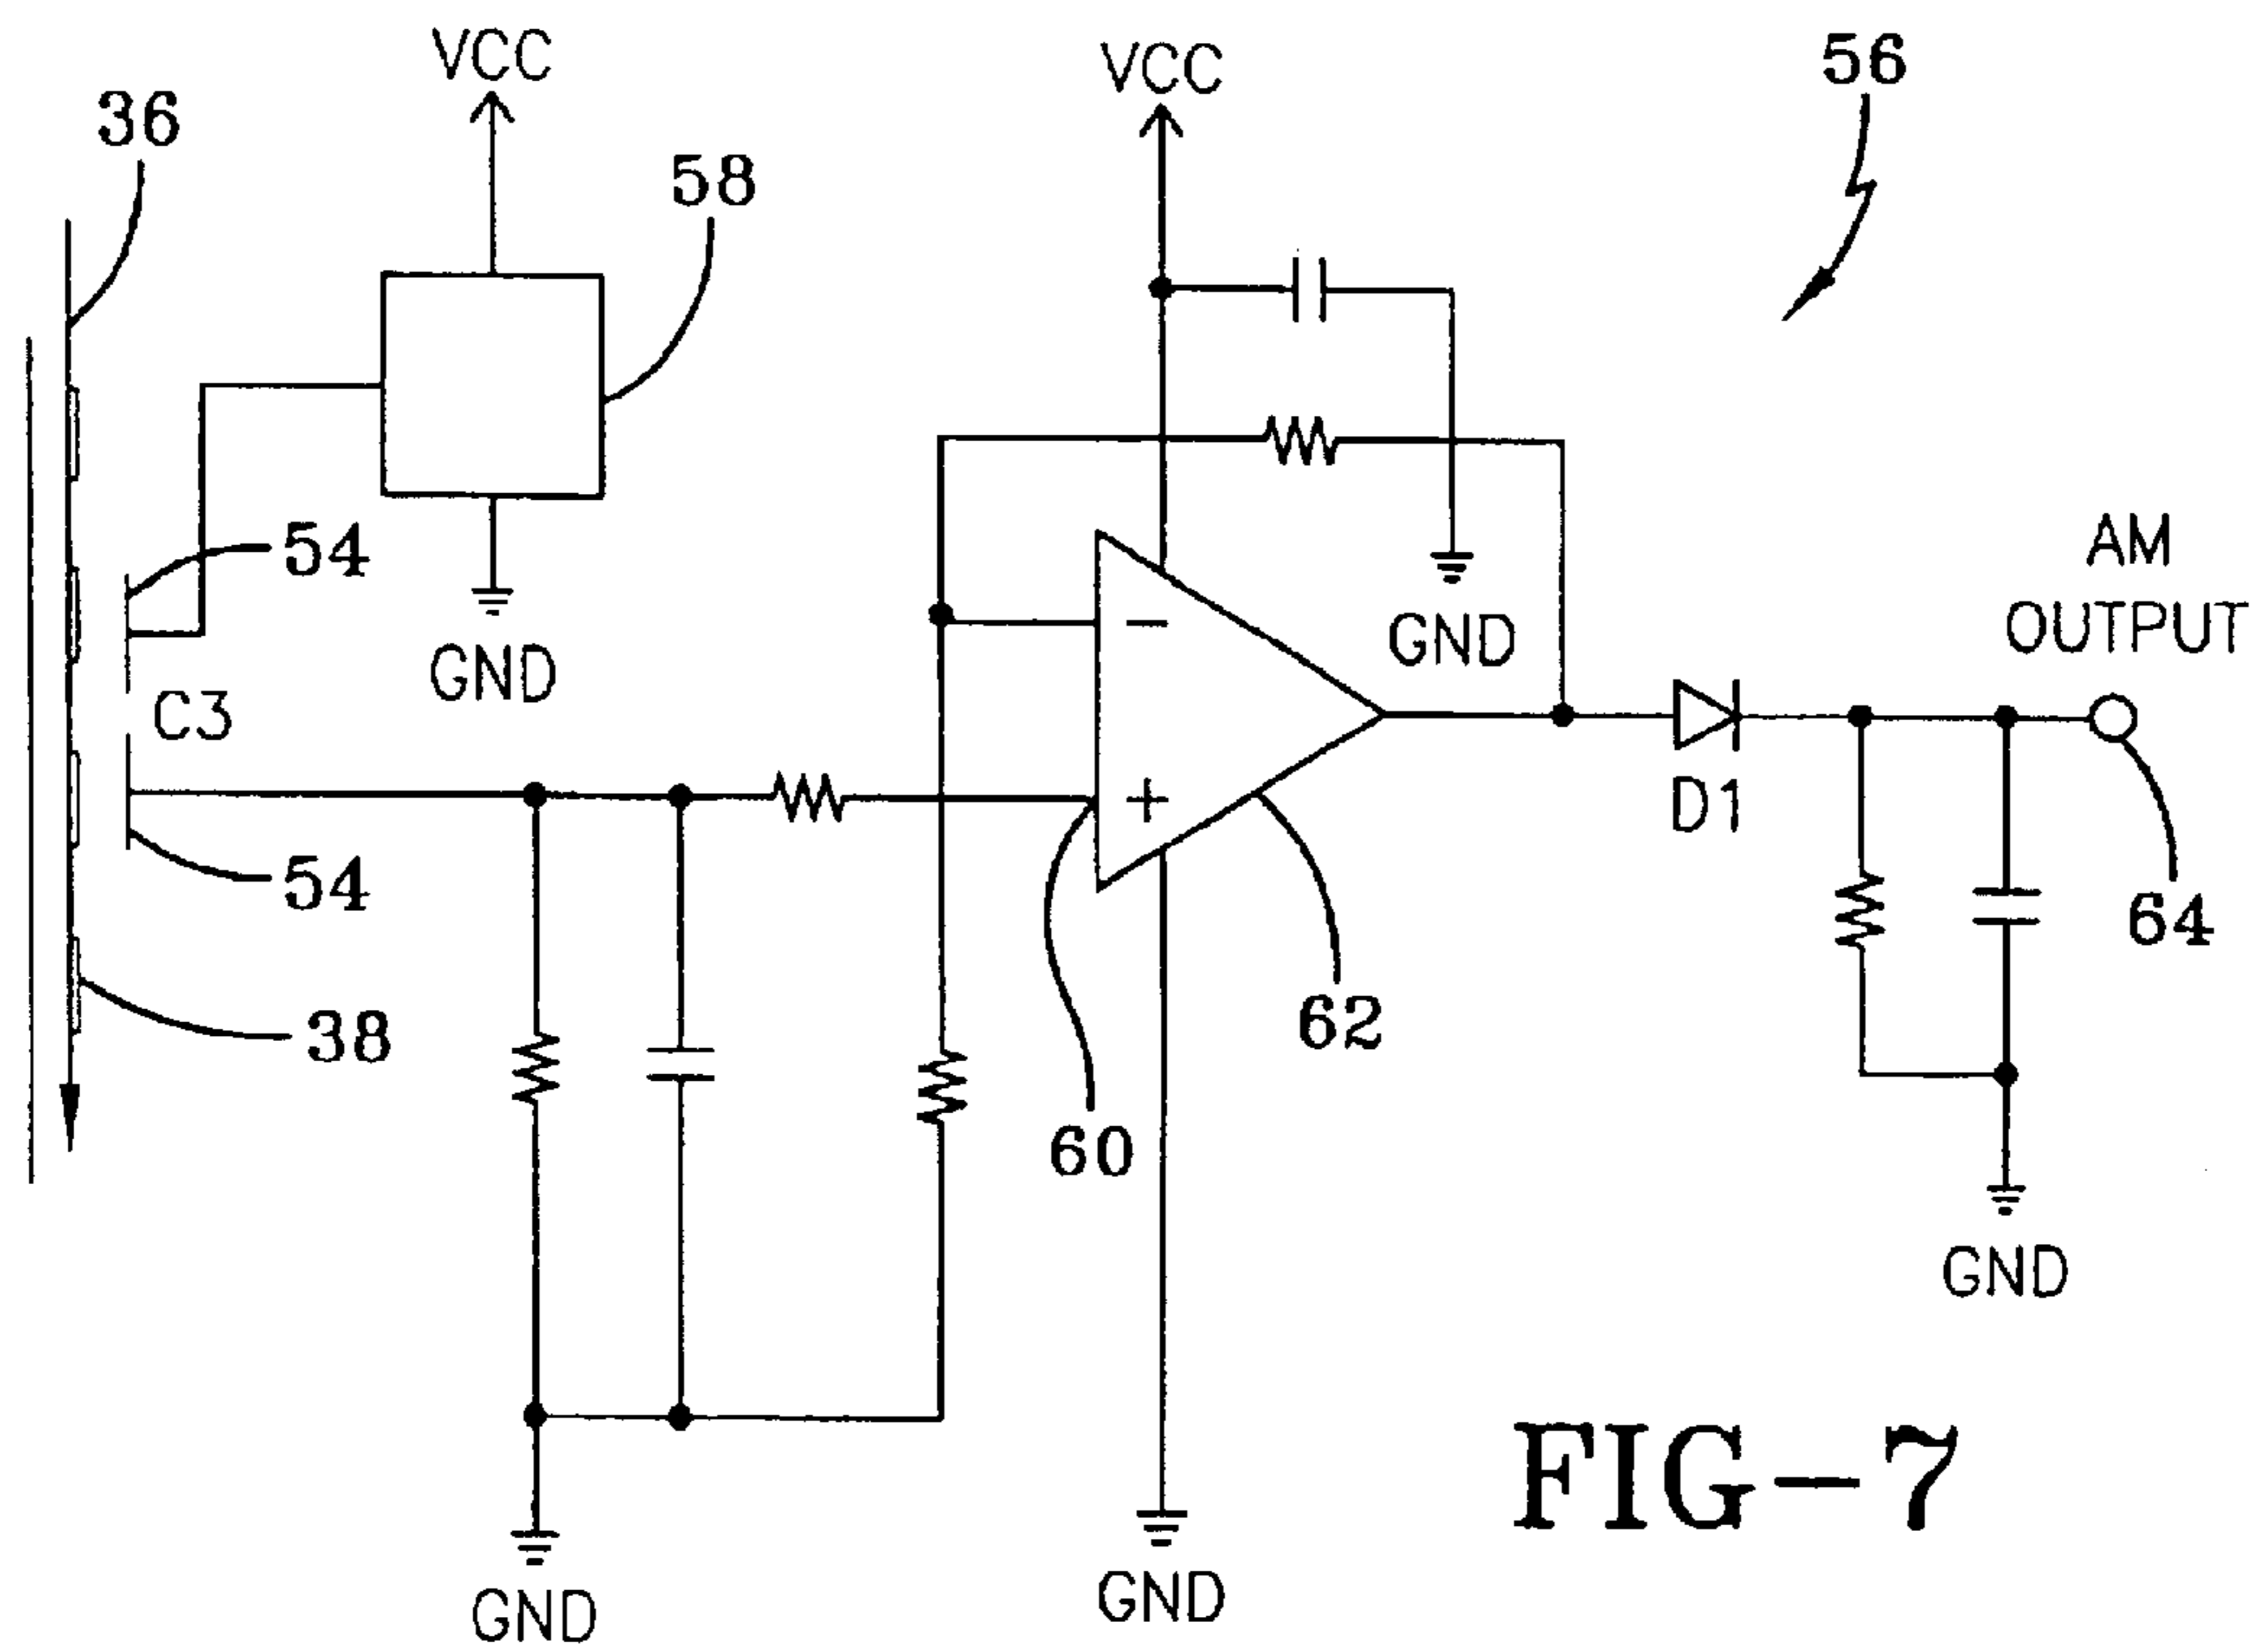 VCC
VCC
56
36
58
54
AM
OUTPUT
GND
GND
C3
D1
54
64
62
38
60
GND
FIG-7
GND
GND